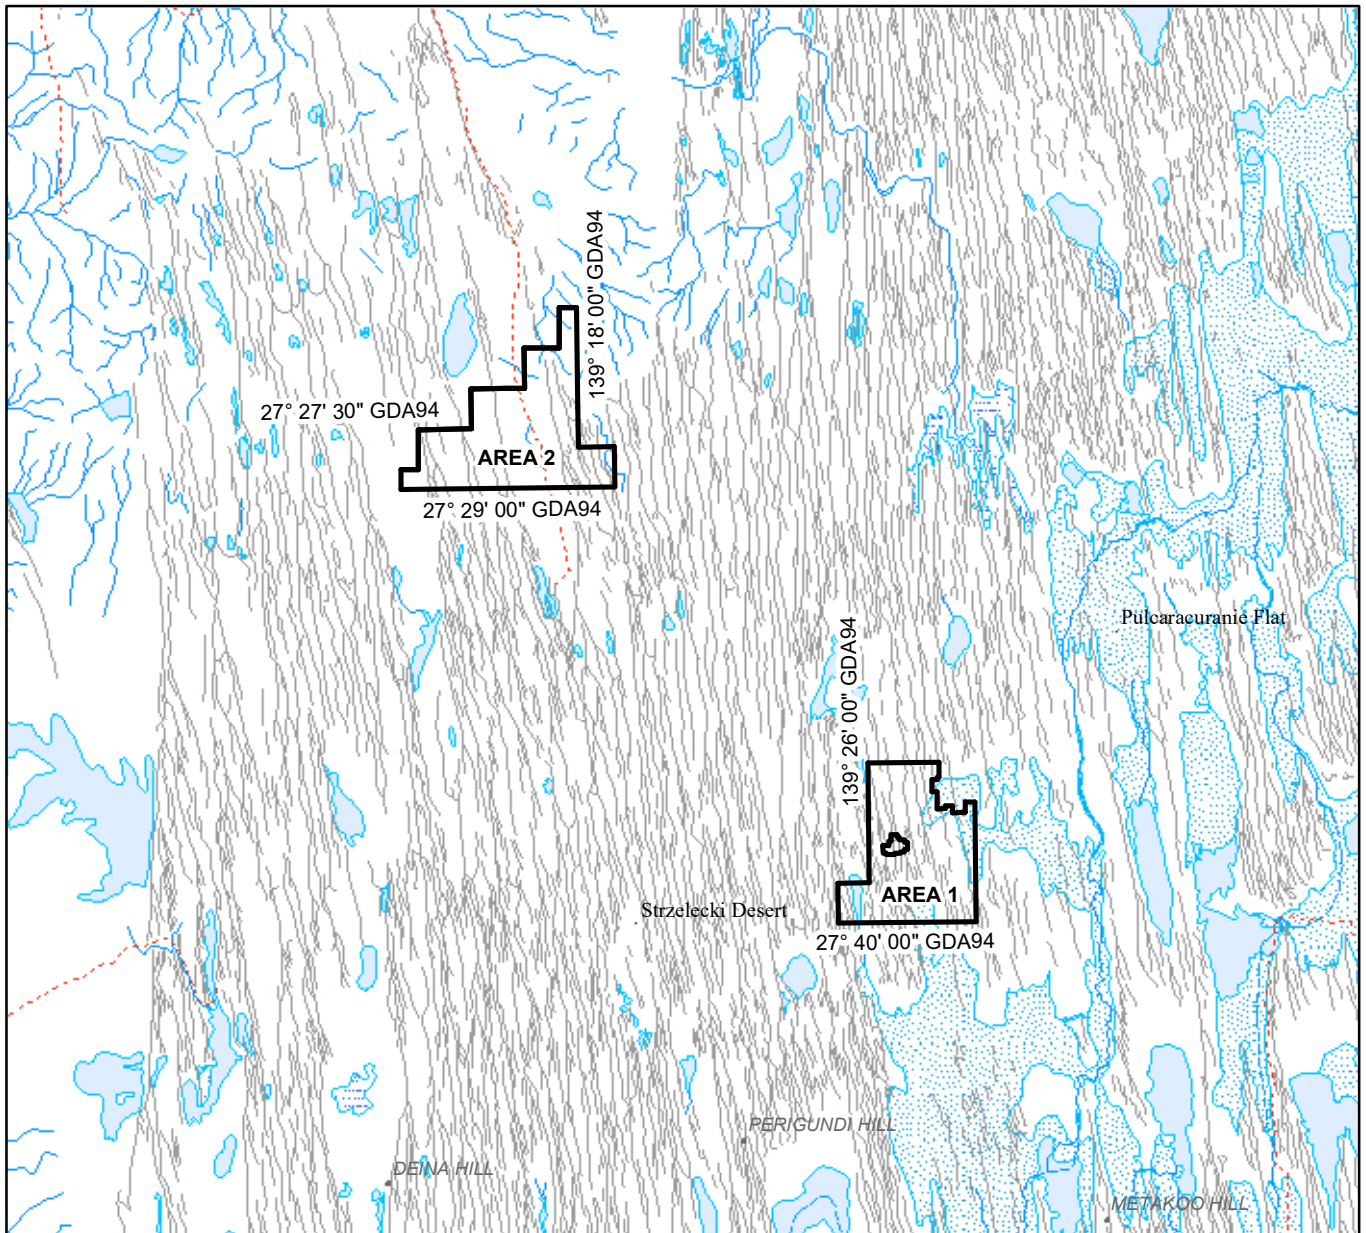 139° 18' 00" GDA94
27° 27' 30" GDA94
AREA 2
27° 29' 00" GDA94
Pulcaracuranie Flat
139° 26' 00" GDA94
AREA 1
Strzelecki Desert
27° 40' 00" GDA94
PERIGUNDI HILL
DEINA HILL
METAKOO HILL